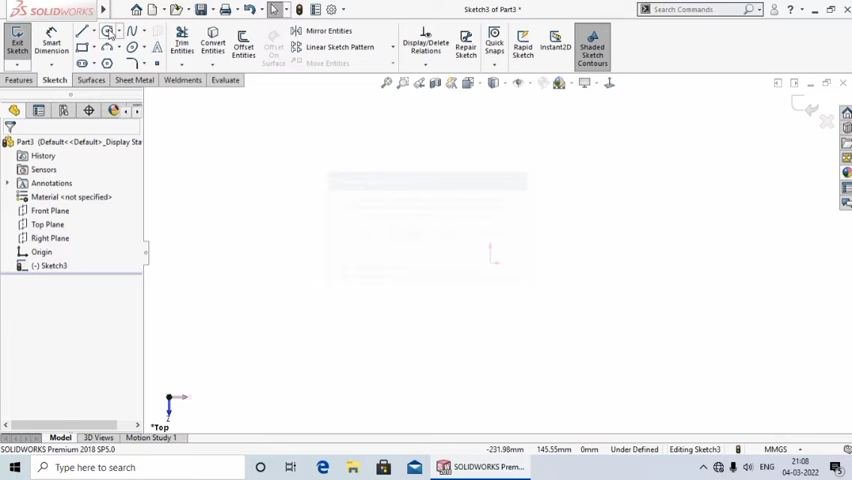 SOLIDWORKS
Sketch3 of Part3 *
Search Commands
Exit Sketch
Smart Dimension
Trim Entities
Convert Entities
Offset Entities
Offset On Surface
Mirror Entities
Linear Sketch Pattern
Move Entities
Display/Delete Relations
Repair Sketch
Quick Snaps
Rapid Sketch
Instant2D
Shaded Sketch Contours
Features
Sketch
Surfaces
Sheet Metal
Weldments
Evaluate
Part3 (Default<<Default>_Display Sta
History
Sensors
Annotations
Material <not specified>
Front Plane
Top Plane
Right Plane
Origin
(-) Sketch3
*Top
Model
3D Views
Motion Study 1
SOLIDWORKS Premium 2018 SP5.0
-231.98mm
145.55mm
0mm
Under Defined
Editing Sketch3
MMGS
Type here to search
SOLIDWORKS Prem...
ENG
21:08
04-03-2022